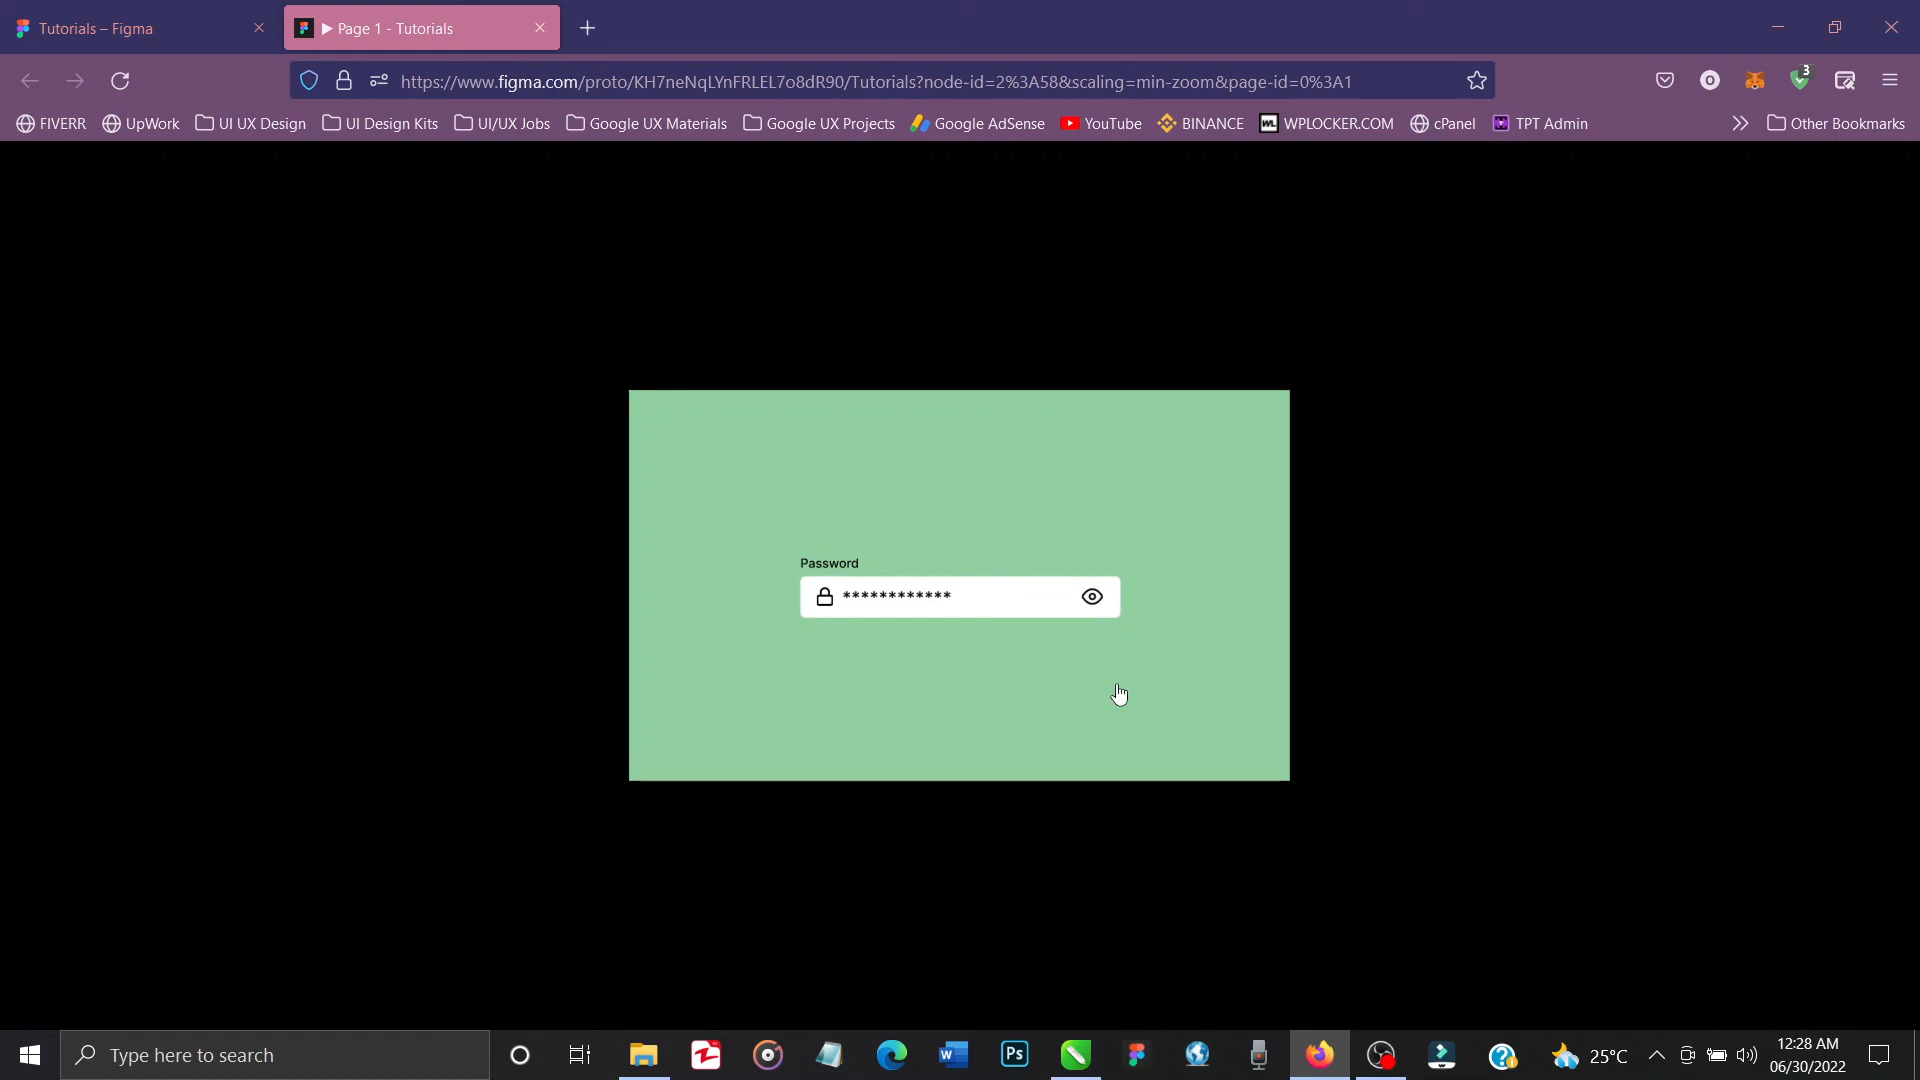 Tutorials – Figma
Page 1 - Tutorials
https://www.figma.com/proto/KH7neNqLYnFRLEL7o8dR90/Tutorials?node-id=2%3A58&scaling=min-zoom&page-id=0%3A1
3
FIVERR UpWork UI UX Design UI Design Kits UI/UX Jobs Google UX Materials Google UX Projects Google AdSense YouTube BINANCE WL WPLOCKER.COM cPanel TPT Admin Other Bookmarks
Password
************
Type here to search
Ps
25°C
12:28 AM
06/30/2022